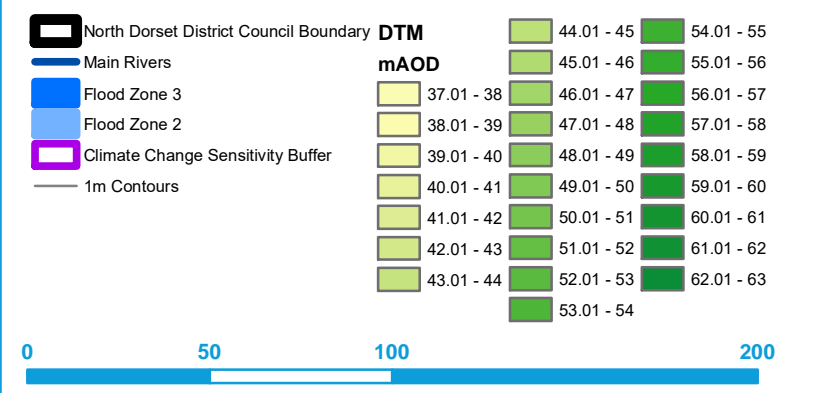 North Dorset District Council Boundary
Main Rivers
Flood Zone 3
Flood Zone 2
Climate Change Sensitivity Buffer
1m Contours
DTM
mAOD
37.01 - 38
38.01 - 39
39.01 - 40
40.01 - 41
41.01 - 42
42.01 - 43
43.01 - 44
44.01 - 45
45.01 - 46
46.01 - 47
47.01 - 48
48.01 - 49
49.01 - 50
50.01 - 51
51.01 - 52
52.01 - 53
53.01 - 54
54.01 - 55
55.01 - 56
56.01 - 57
57.01 - 58
58.01 - 59
59.01 - 60
60.01 - 61
61.01 - 62
62.01 - 63
0 50 100 200